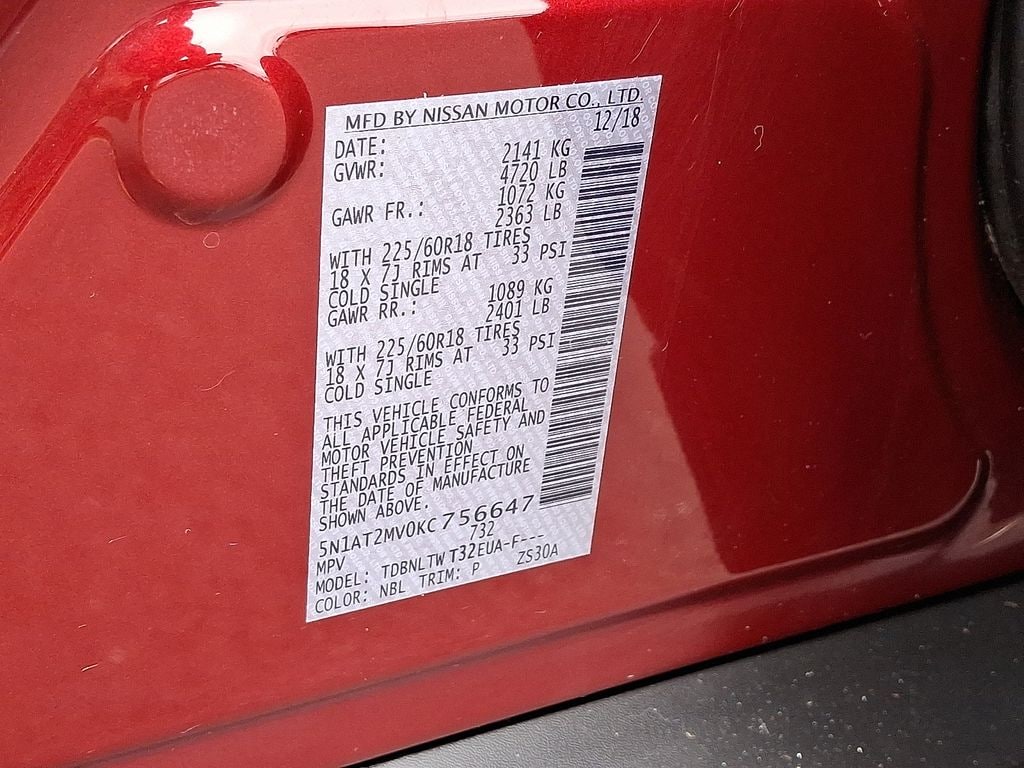 MFD BY NISSAN MOTOR CO., LTD.
DATE: 12/18
GVWR: 2141 KG
4720 LB
GAWR FR.: 1072 KG
2363 LB
WITH 225/60R18 TIRES
18 X 7J RIMS AT 33 PSI
COLD SINGLE
GAWR RR.: 1089 KG
2401 LB
WITH 225/60R18 TIRES
18 X 7J RIMS AT 33 PSI
COLD SINGLE
THIS VEHICLE CONFORMS TO
ALL APPLICABLE FEDERAL
MOTOR VEHICLE SAFETY AND
THEFT PREVENTION
STANDARDS IN EFFECT ON
THE DATE OF MANUFACTURE
SHOWN ABOVE.
5N1AT2MV0KC756647
MPV 732
MODEL: TDBNLTWT32EUA-F---
COLOR: NBL TRIM: P ZS30A